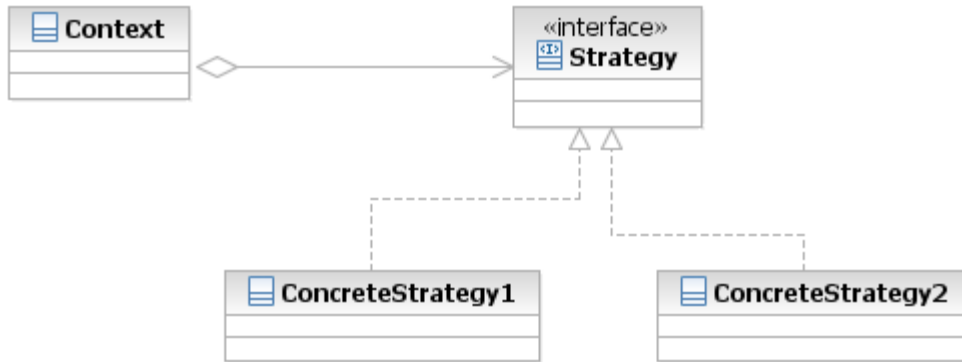 Context
«interface»
Strategy
ConcreteStrategy1
ConcreteStrategy2